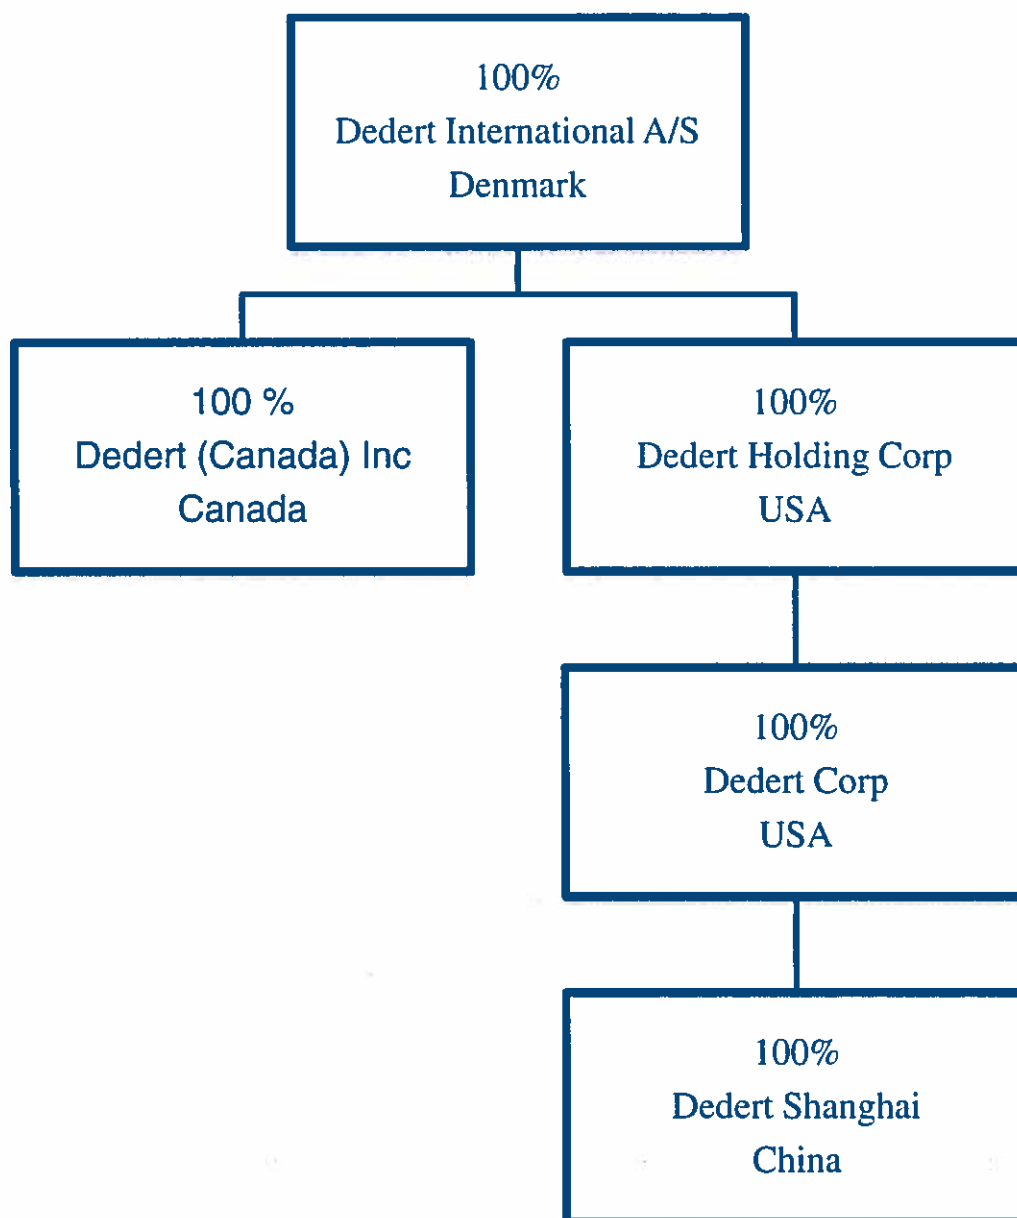 100%
Dedert International A/S
Denmark
100 %
Dedert (Canada) Inc
Canada
100%
Dedert Holding Corp
USA
100%
Dedert Corp
USA
100%
Dedert Shanghai
China